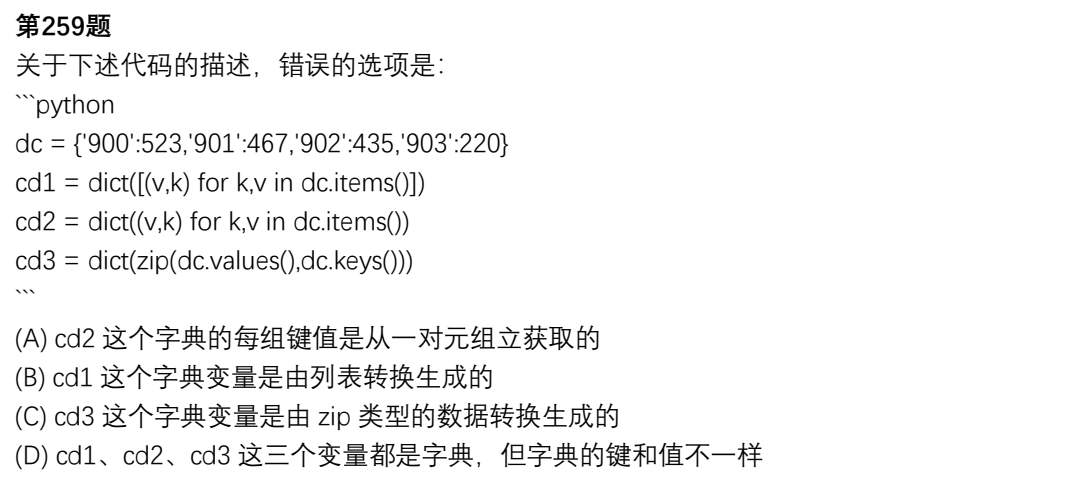 第259题
关于下述代码的描述，错误的选项是：
```python
dc = {'900':523,'901':467,'902':435,'903':220}
cd1 = dict([(v,k) for k,v in dc.items()])
cd2 = dict((v,k) for k,v in dc.items())
cd3 = dict(zip(dc.values(),dc.keys()))
```
(A) cd2 这个字典的每组键值是从一对元组立获取的
(B) cd1 这个字典变量是由列表转换生成的
(C) cd3 这个字典变量是由 zip 类型的数据转换生成的
(D) cd1、cd2、cd3 这三个变量都是字典，但字典的键和值不一样